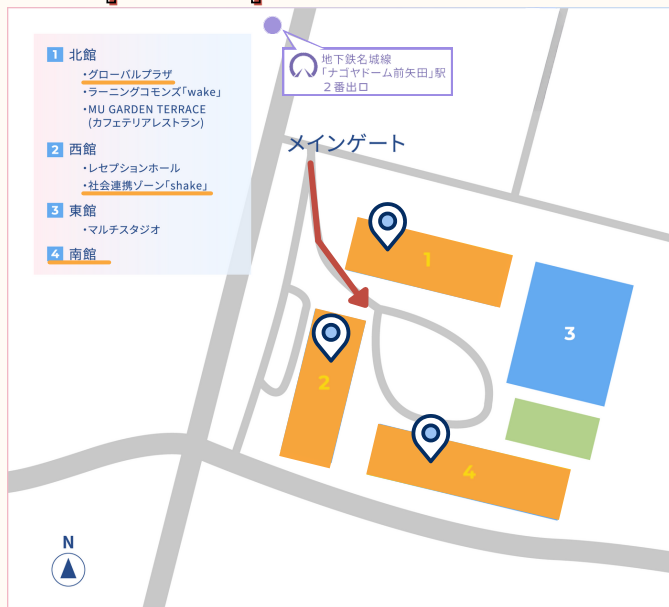 1 北館
・グローバルプラザ
・ラーニングコモンズ「wake」
・MU GARDEN TERRACE
(カフェテリアレストラン)
2 西館
・レセプションホール
・社会連携ゾーン「shake」
3 東館
・マルチスタジオ
4 南館
地下鉄名城線
「ナゴヤドーム前矢田」駅
２番出口
メインゲート
1
2
3
4
N